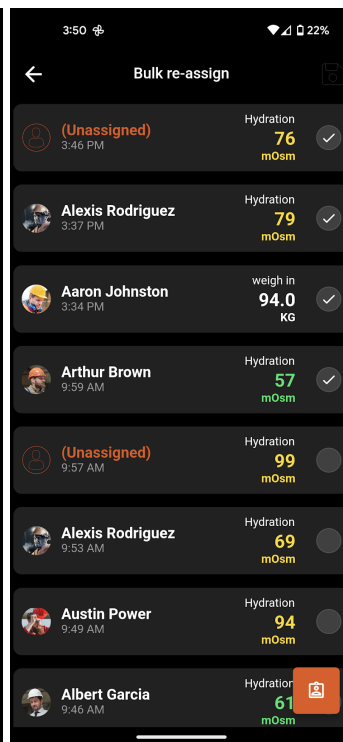 3:50 22%
Bulk re-assign
Hydration
(Unassigned)
76
3:46 PM
mOsm
Hydration
Alexis Rodriguez
79
3:37 PM
mOsm
weigh in
Aaron Johnston
94.0
3:34 PM
KG
Hydration
Arthur Brown
57
9:59 AM
mOsm
Hydration
(Unassigned)
99
9:57 AM
mOsm
Hydration
Alexis Rodriguez
69
9:53 AM
mOsm
Hydration
Austin Power
94
9:49 AM
mOsm
Hydration
Albert Garcia
61
9:46 AM
mOsm